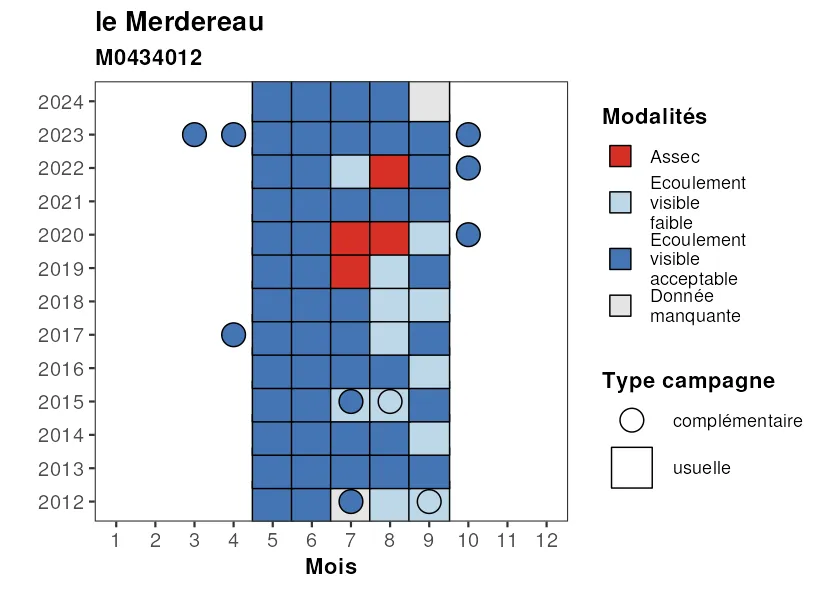 le Merdereau
M0434012
2024
2023
2022
2021
2020
2019
2018
2017
2016
2015
2014
2013
2012
1 2 3 4 5 6 7 8 9 10 11 12
Mois
Modalités
Assec
Ecoulement
visible
faible
Ecoulement
visible
acceptable
Donnée
manquante
Type campagne
complémentaire
usuelle